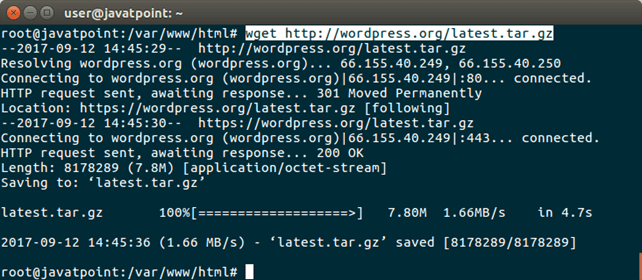 user@javatpoint: ~
root@javatpoint:/var/www/html# wget http://wordpress.org/latest.tar.gz
--2017-09-12 14:45:29--  http://wordpress.org/latest.tar.gz
Resolving wordpress.org (wordpress.org)... 66.155.40.249, 66.155.40.250
Connecting to wordpress.org (wordpress.org)|66.155.40.249|:80... connected.
HTTP request sent, awaiting response... 301 Moved Permanently
Location: https://wordpress.org/latest.tar.gz [following]
--2017-09-12 14:45:30--  https://wordpress.org/latest.tar.gz
Connecting to wordpress.org (wordpress.org)|66.155.40.249|:443... connected.
HTTP request sent, awaiting response... 200 OK
Length: 8178289 (7.8M) [application/octet-stream]
Saving to: ‘latest.tar.gz’
latest.tar.gz       100%[===================>]   7.80M  1.66MB/s    in 4.7s
2017-09-12 14:45:36 (1.66 MB/s) - ‘latest.tar.gz’ saved [8178289/8178289]
root@javatpoint:/var/www/html#